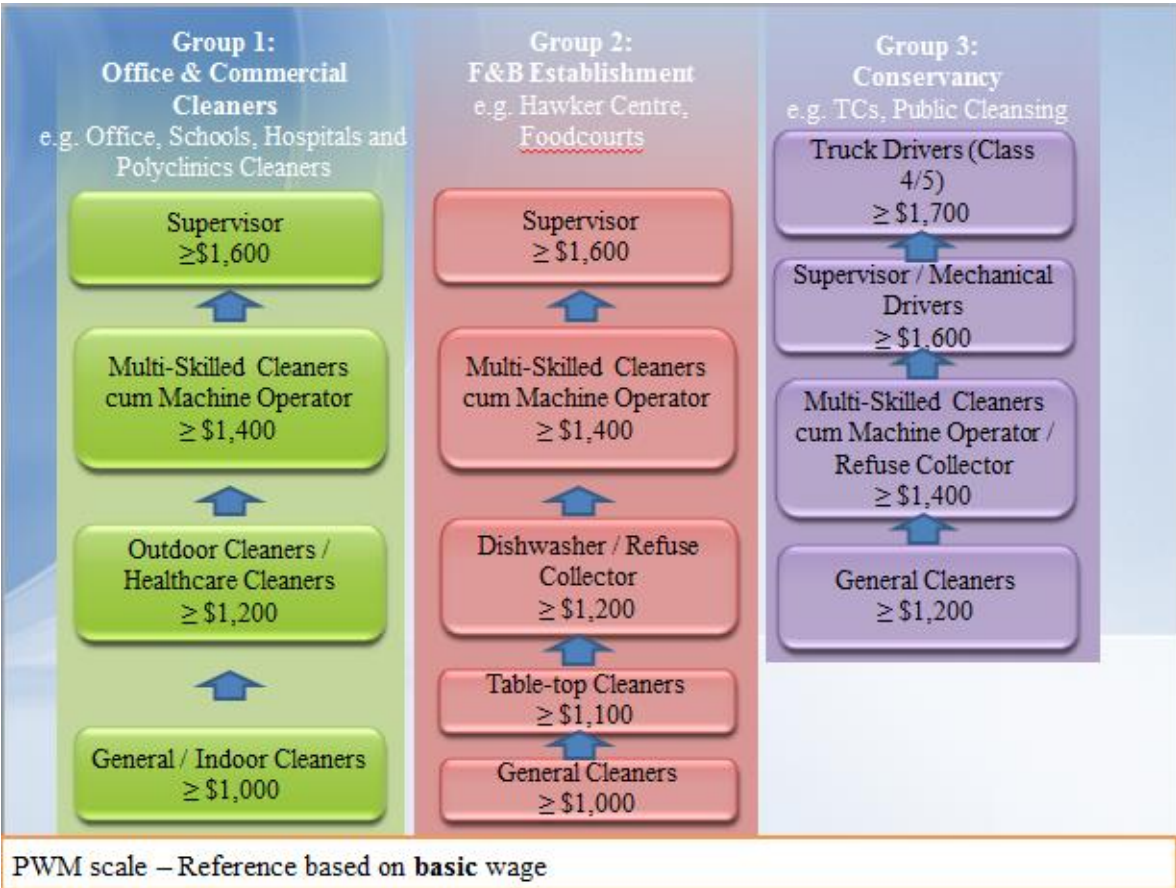 Group 1:
Office & Commercial
Cleaners
e.g. Office, Schools, Hospitals and
Polyclinics Cleaners
Supervisor
≥$1,600
Multi-Skilled Cleaners
cum Machine Operator
≥ $1,400
Outdoor Cleaners /
Healthcare Cleaners
≥ $1,200
General / Indoor Cleaners
≥ $1,000
Group 2:
F&B Establishment
e.g. Hawker Centre,
Foodcourts
Supervisor
≥ $1,600
Multi-Skilled Cleaners
cum Machine Operator
≥ $1,400
Dishwasher / Refuse
Collector
≥ $1,200
Table-top Cleaners
≥ $1,100
General Cleaners
≥ $1,000
Group 3:
Conservancy
e.g. TCs, Public Cleansing
Truck Drivers (Class
4/5)
≥ $1,700
Supervisor / Mechanical
Drivers
≥ $1,600
Multi-Skilled Cleaners
cum Machine Operator /
Refuse Collector
≥ $1,400
General Cleaners
≥ $1,200
PWM scale – Reference based on basic wage